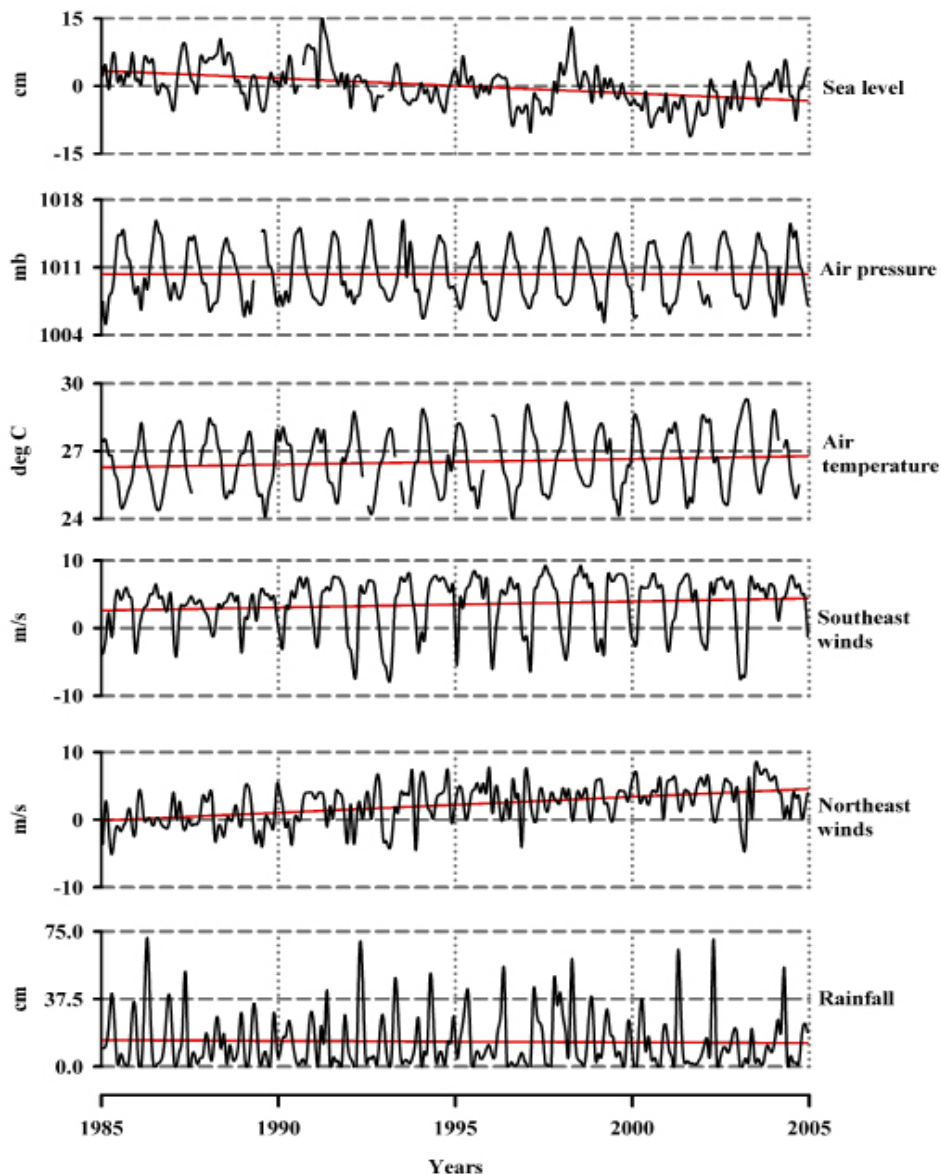 15
0
-15
cm
Sea level
1018
1011
1004
mb
Air pressure
30
27
24
deg C
Air
temperature
10
0
-10
m/s
Southeast
winds
10
0
-10
m/s
Northeast
winds
75.0
37.5
0.0
cm
Rainfall
1985 1990 1995 2000 2005
Years